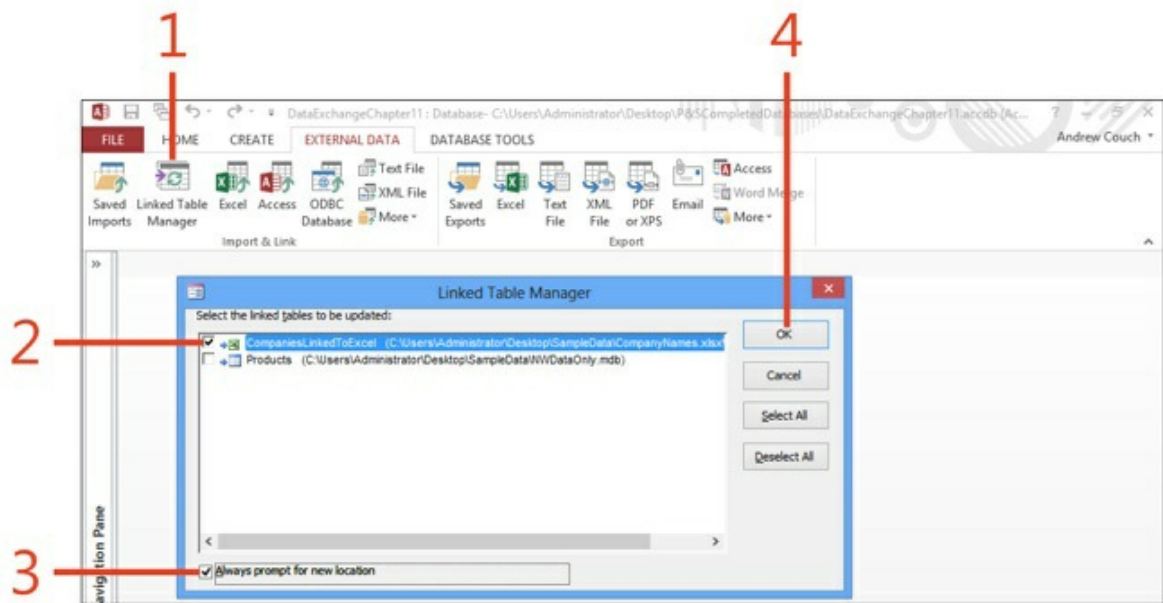 1
4
DataExchangeChapter11 : Database- C:\Users\Administrator\Desktop\P&SCompletedDatabases\DataExchangeChapter11.accdb (Ac...
?
FILE HOME CREATE EXTERNAL DATA DATABASE TOOLS
Andrew Couch
Saved Imports
Linked Table Manager
Excel
Access
ODBC Database
Text File
XML File
More
Saved Exports
Excel
Text File
XML File
PDF or XPS
Email
Access
Word Merge
More
Import & Link
Export
»
Linked Table Manager
Select the linked tables to be updated:
2
CompaniesLinkedToExcel (C:\Users\Administrator\Desktop\SampleData\CompanyNames.xlsx
Products (C:\Users\Administrator\Desktop\SampleData\NWDataOnly.mdb)
OK
Cancel
Select All
Deselect All
3
Always prompt for new location
avigation Pane